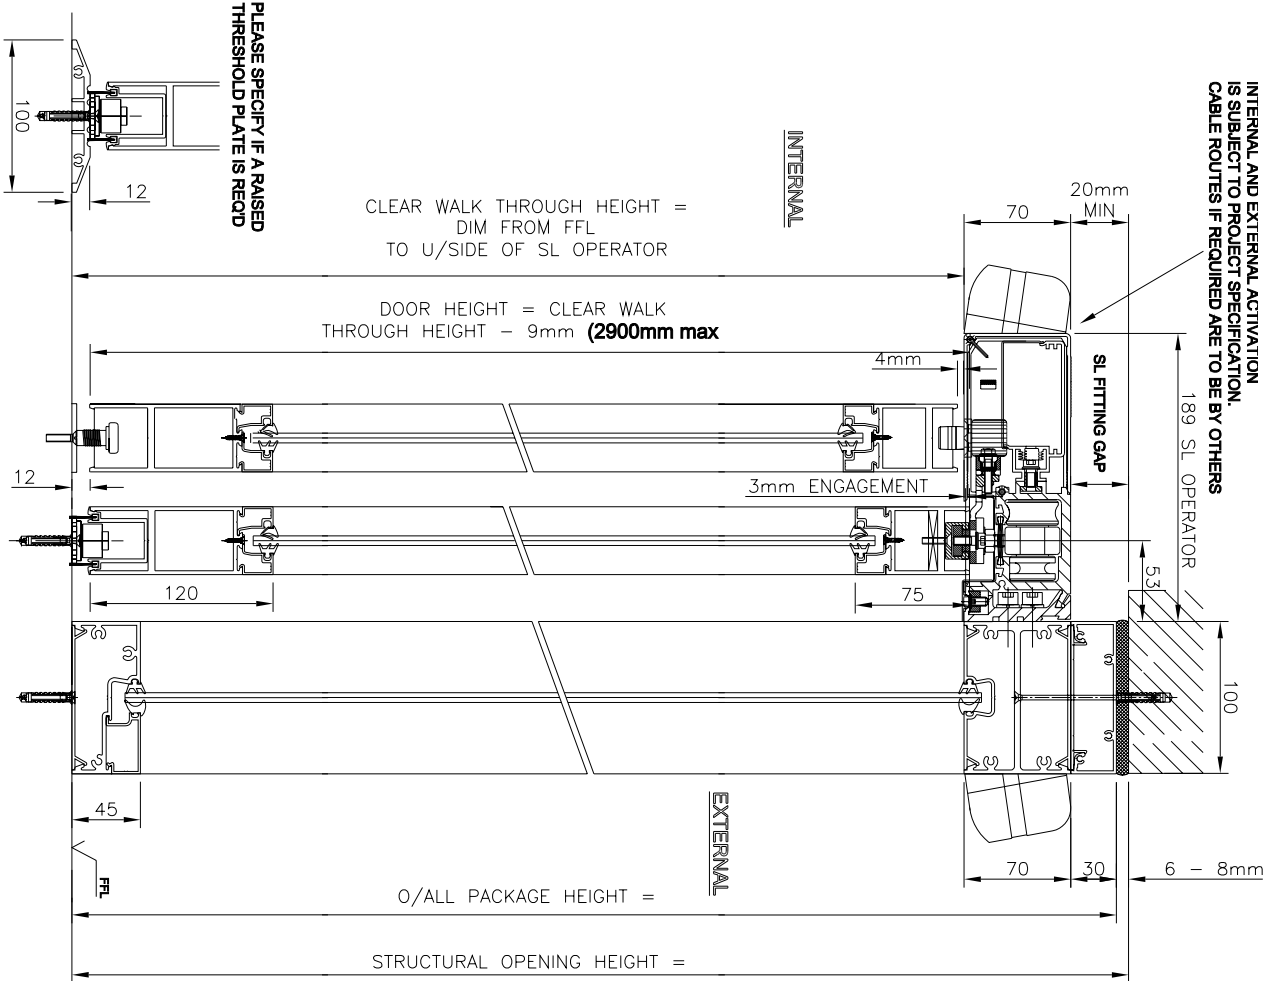 PLEASE SPECIFY IF A RAISED
THRESHOLD PLATE IS REQ'D
100
12
INTERNAL
CLEAR WALK THROUGH HEIGHT =
DIM FROM FFL
TO U/SIDE OF SL OPERATOR
DOOR HEIGHT = CLEAR WALK
THROUGH HEIGHT - 9mm (2900mm max
4mm
INTERNAL AND EXTERNAL ACTIVATION
IS SUBJECT TO PROJECT SPECIFICATION.
CABLE ROUTES IF REQUIRED ARE TO BE BY OTHERS
70
20mm
MIN
SL FITTING GAP
189 SL OPERATOR
12
3mm ENGAGEMENT
53
120
75
100
45
FFL
EXTERNAL
70
30
6 - 8mm
O/ALL PACKAGE HEIGHT =
STRUCTURAL OPENING HEIGHT =